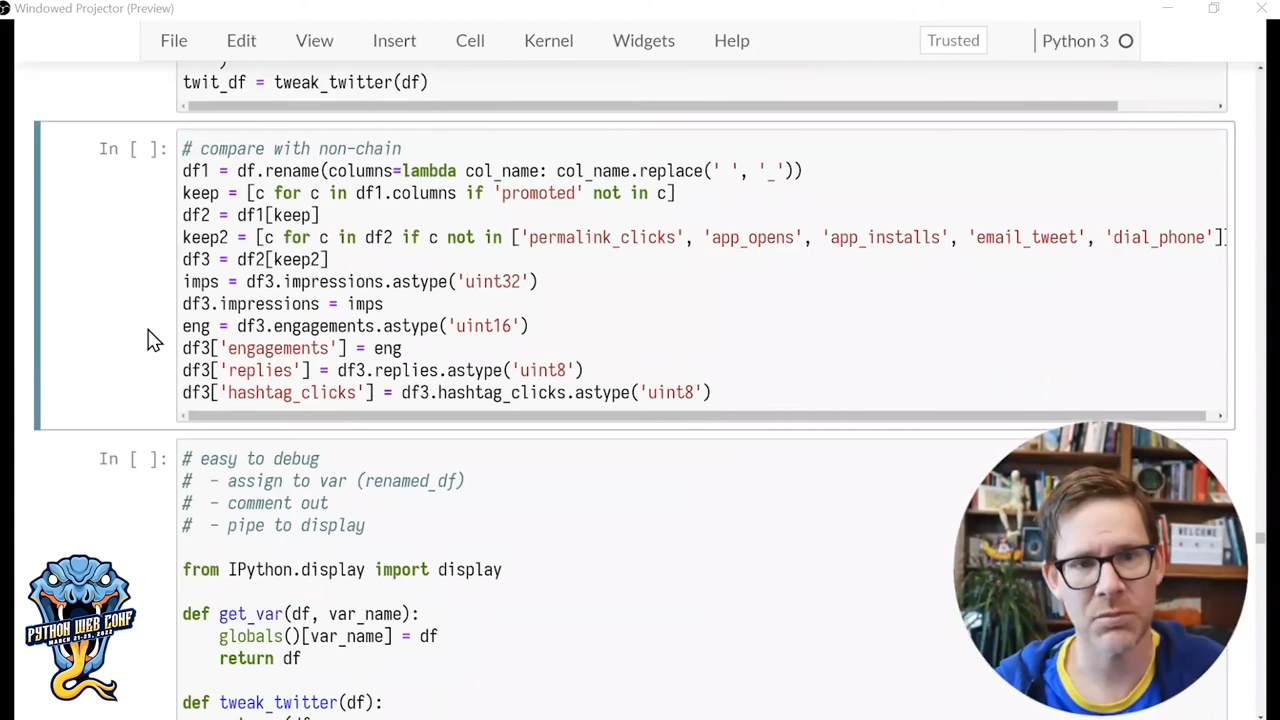 Windowed Projector (Preview)
File Edit View Insert Cell Kernel Widgets Help Trusted Python 3
twit_df = tweak_twitter(df)
In [ ]:
# compare with non-chain
df1 = df.rename(columns=lambda col_name: col_name.replace(' ', '_'))
keep = [c for c in df1.columns if 'promoted' not in c]
df2 = df1[keep]
keep2 = [c for c in df2 if c not in ['permalink_clicks', 'app_opens', 'app_installs', 'email_tweet', 'dial_phone']]
df3 = df2[keep2]
imps = df3.impressions.astype('uint32')
df3.impressions = imps
eng = df3.engagements.astype('uint16')
df3['engagements'] = eng
df3['replies'] = df3.replies.astype('uint8')
df3['hashtag_clicks'] = df3.hashtag_clicks.astype('uint8')
In [ ]:
# easy to debug
#  - assign to var (renamed_df)
#  - comment out
#  - pipe to display
from IPython.display import display
def get_var(df, var_name):
    globals()[var_name] = df
    return df
def tweak_twitter(df):
PYTHON WEB CONF
MARCH 21-25, 2022
WELCOME